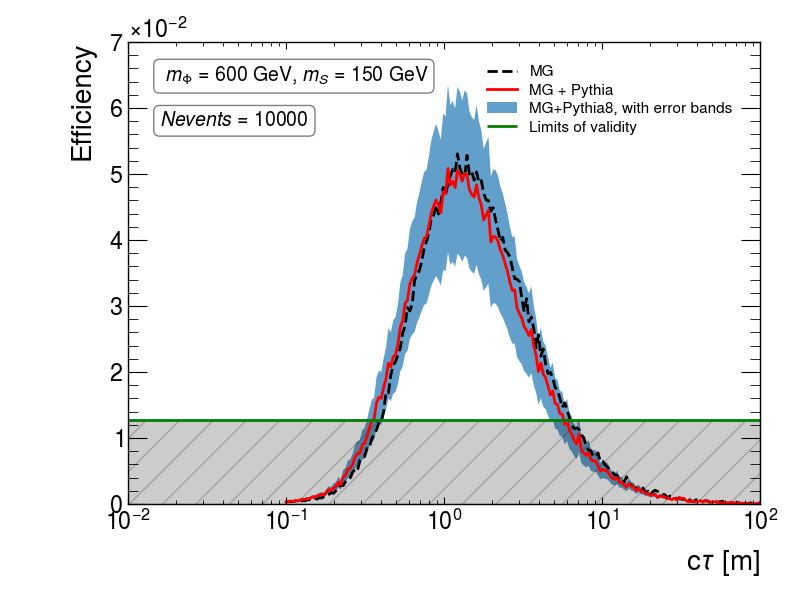 ×10⁻²
Efficiency
7
6
5
4
3
2
1
0
m_Φ = 600 GeV, m_S = 150 GeV
Nevents = 10000
MG
MG + Pythia
MG+Pythia8, with error bands
Limits of validity
10⁻²
10⁻¹
10⁰
10¹
10²
cτ [m]